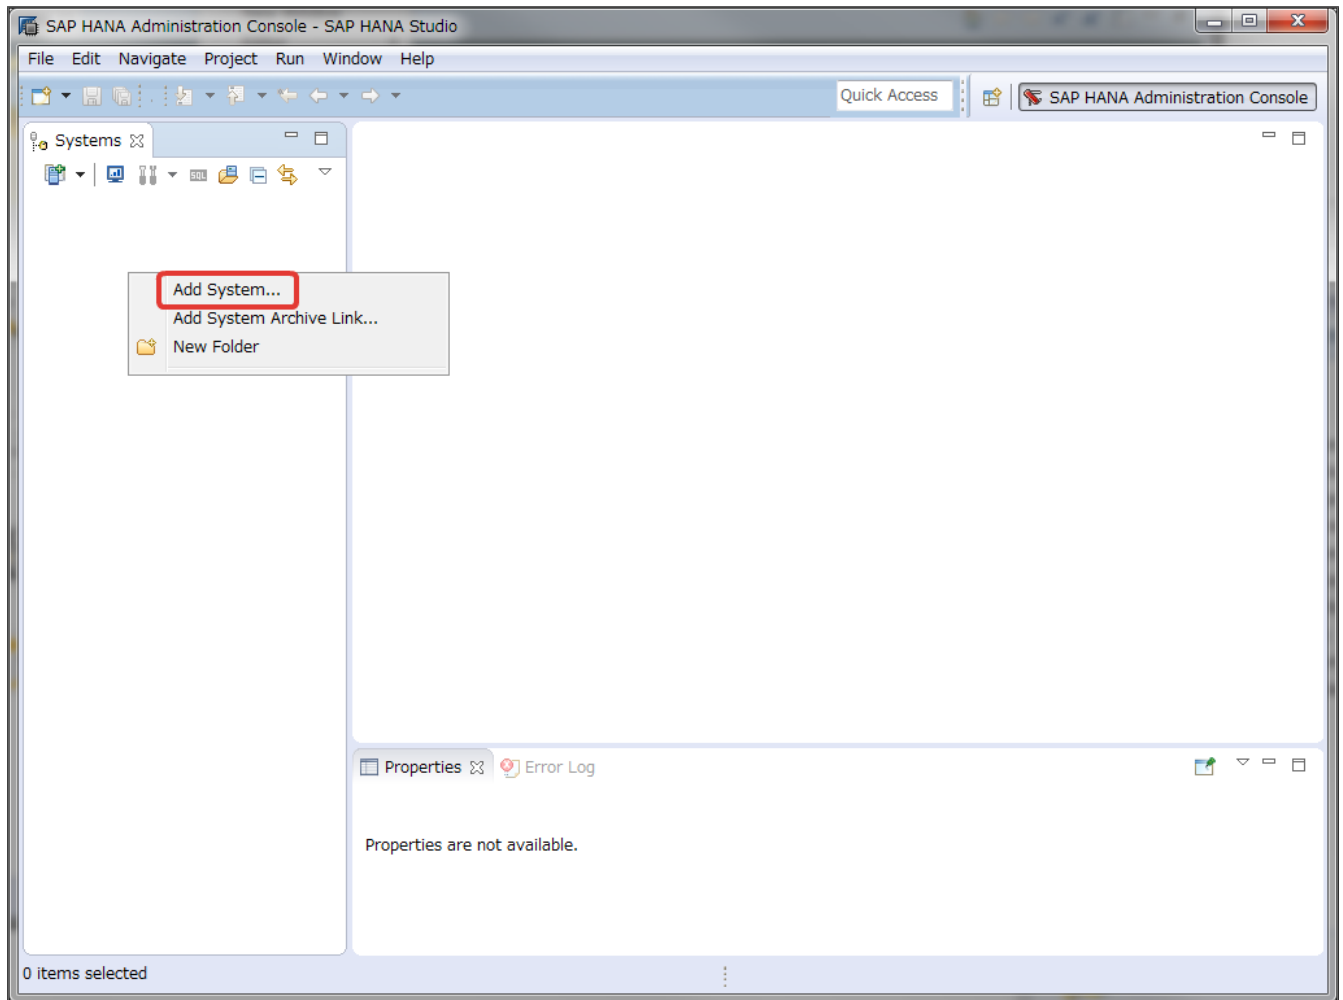 SAP HANA Administration Console - SAP HANA Studio
File Edit Navigate Project Run Window Help
Quick Access
SAP HANA Administration Console
Systems
SQL
Add System...
Add System Archive Link...
New Folder
Properties
Error Log
Properties are not available.
0 items selected